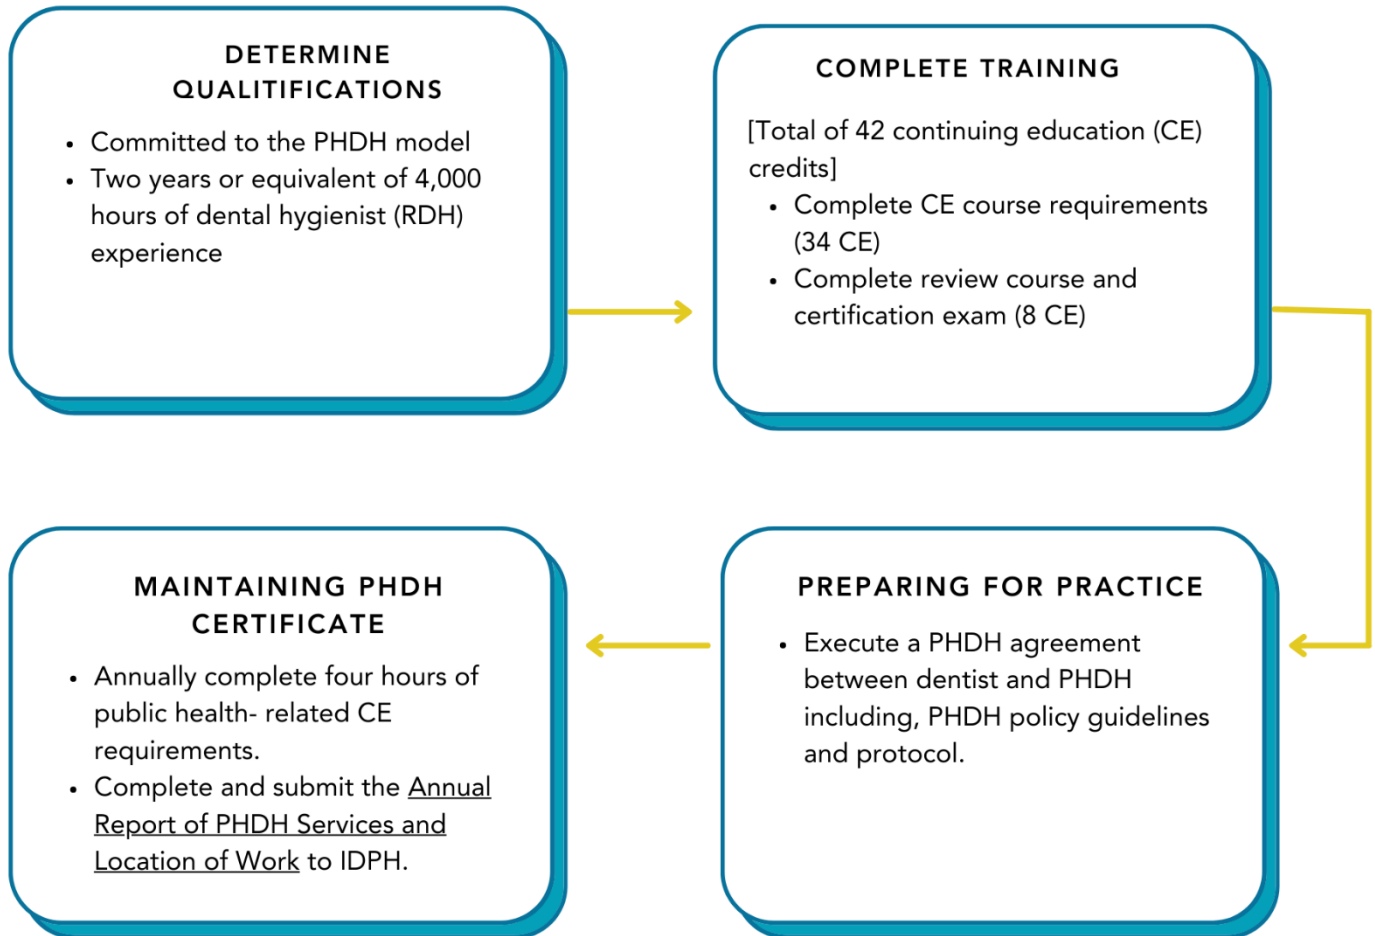 DETERMINE
QUALITIFICATIONS
• Committed to the PHDH model
• Two years or equivalent of 4,000
hours of dental hygienist (RDH)
experience
COMPLETE TRAINING
[Total of 42 continuing education (CE)
credits]
• Complete CE course requirements
(34 CE)
• Complete review course and
certification exam (8 CE)
PREPARING FOR PRACTICE
• Execute a PHDH agreement
between dentist and PHDH
including, PHDH policy guidelines
and protocol.
MAINTAINING PHDH
CERTIFICATE
• Annually complete four hours of
public health- related CE
requirements.
• Complete and submit the Annual
Report of PHDH Services and
Location of Work to IDPH.